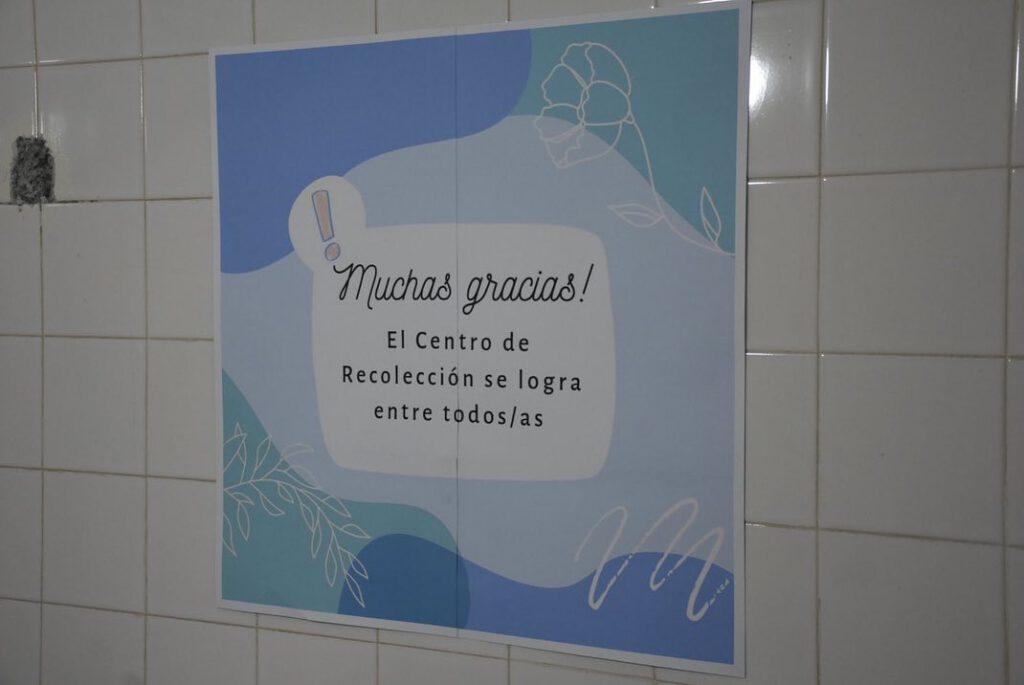 Muchas gracias!
El Centro de
Recolección se logra
entre todos/as